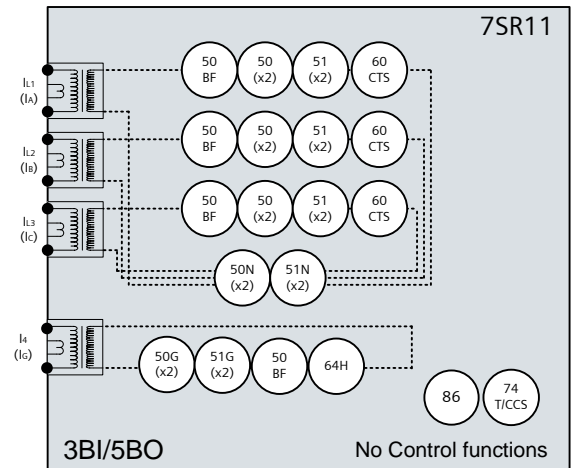 7SR11
IL1
(IA)
50
BF
50
(x2)
51
(x2)
60
CTS
IL2
(IB)
50
BF
50
(x2)
51
(x2)
60
CTS
IL3
(IC)
50
BF
50
(x2)
51
(x2)
60
CTS
50N
(x2)
51N
(x2)
I4
(IG)
50G
(x2)
51G
(x2)
50
BF
64H
86
74
T/CCS
3BI/5BO
No Control functions